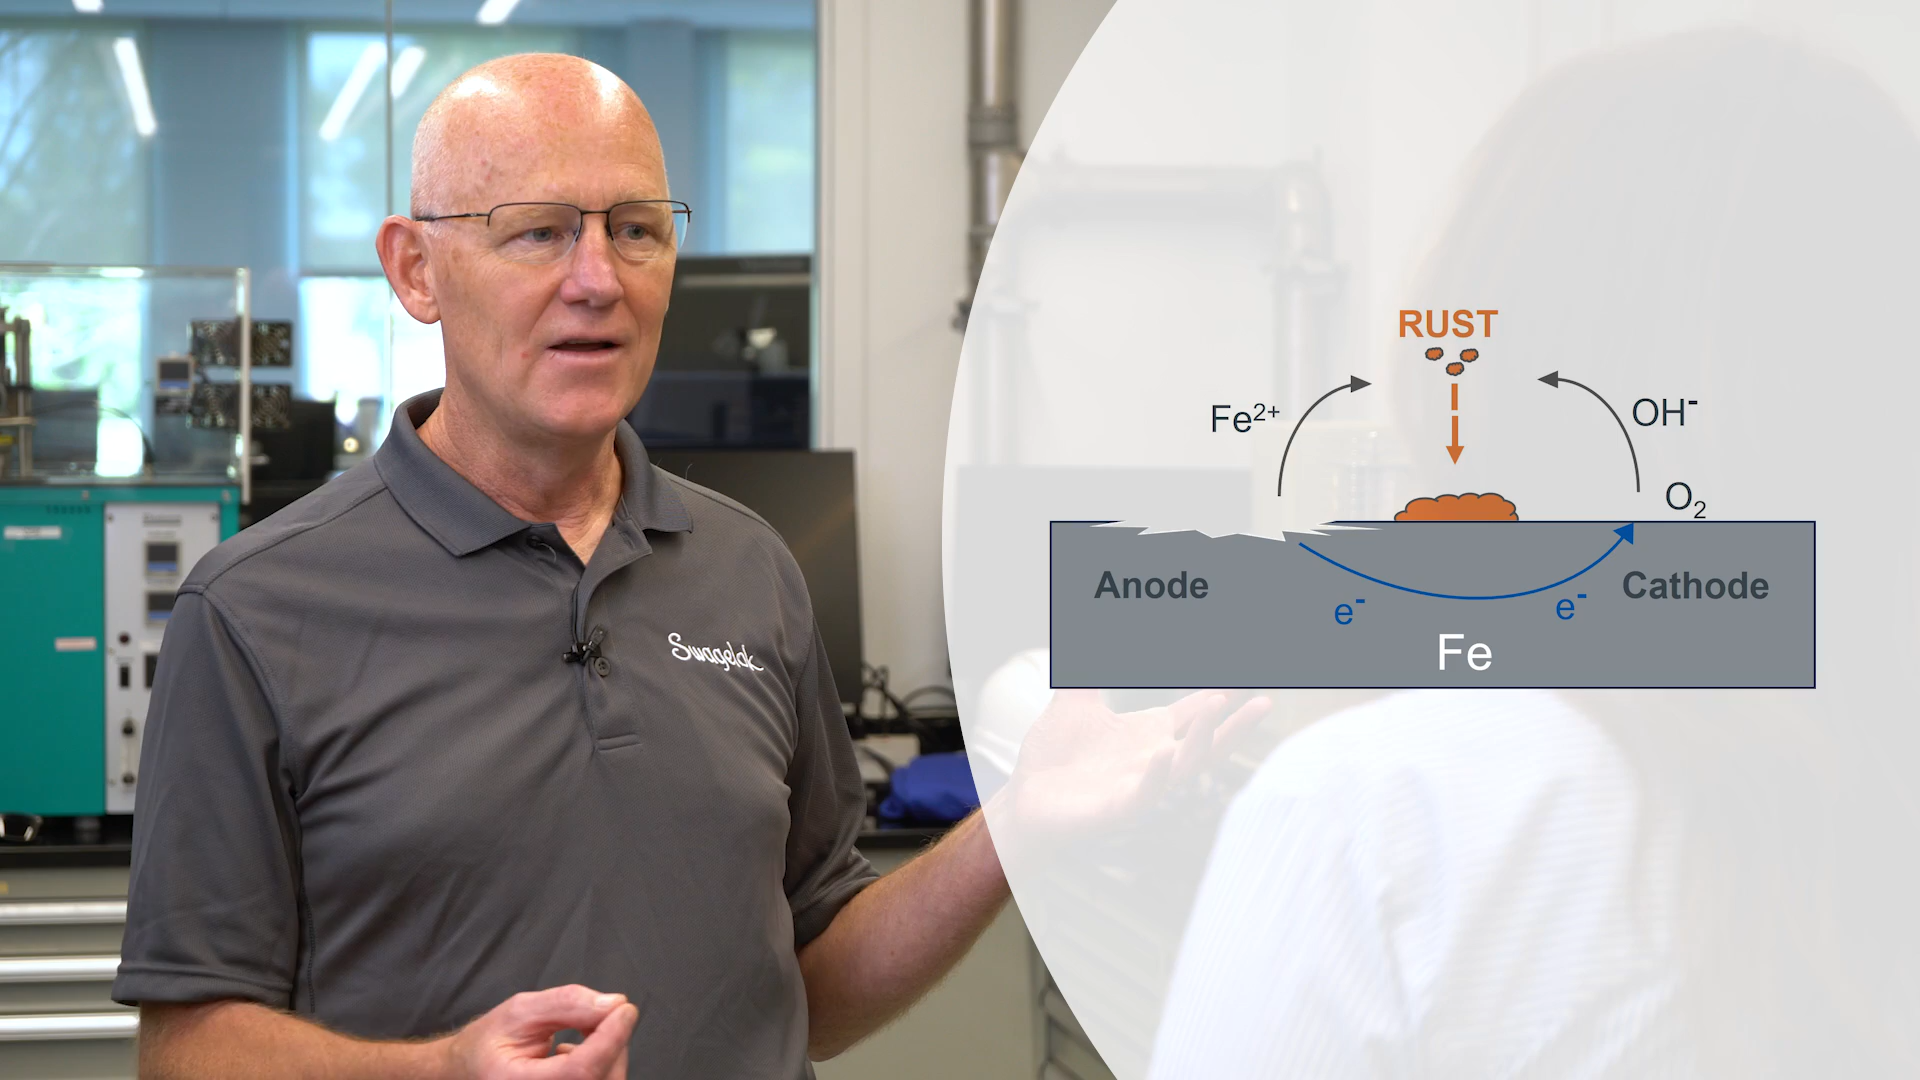 Swagelok
RUST
Fe²⁺
OH⁻
O₂
Anode
Cathode
e⁻
e⁻
Fe